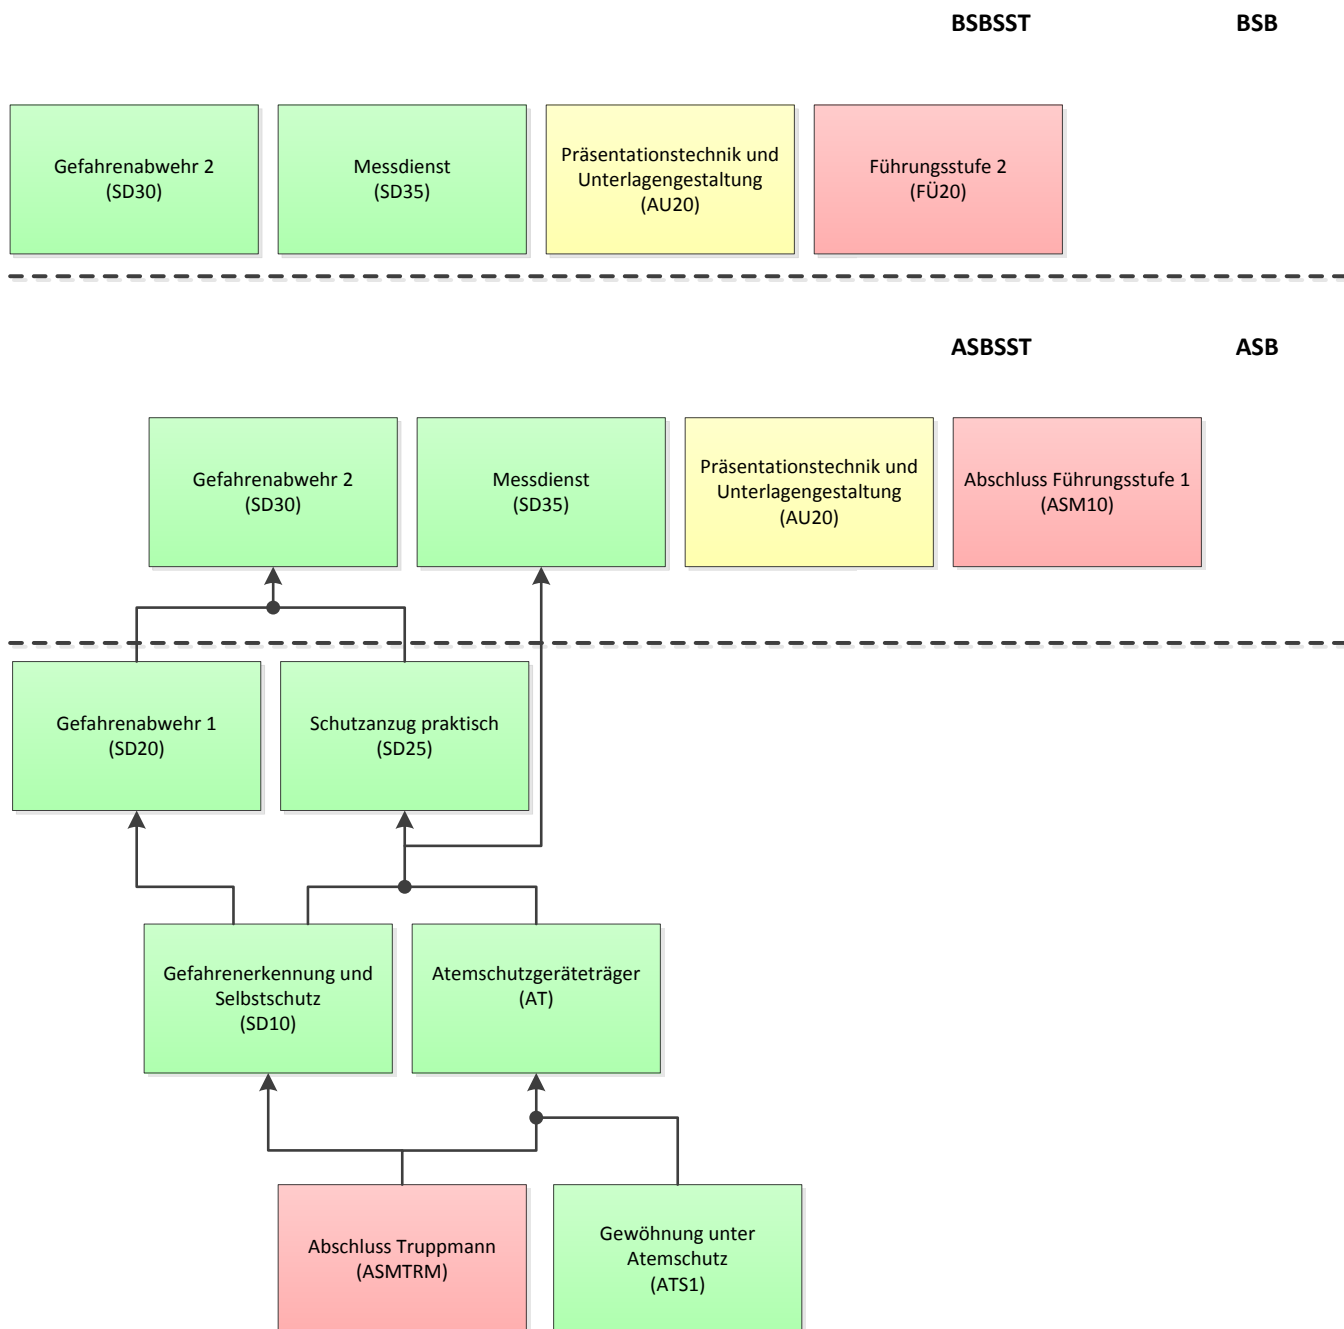 BSBSST
BSB
Gefahrenabwehr 2
(SD30)
Messdienst
(SD35)
Präsentationstechnik und
Unterlagengestaltung
(AU20)
Führungsstufe 2
(FÜ20)
ASBSST
ASB
Gefahrenabwehr 2
(SD30)
Messdienst
(SD35)
Präsentationstechnik und
Unterlagengestaltung
(AU20)
Abschluss Führungsstufe 1
(ASM10)
Gefahrenabwehr 1
(SD20)
Schutzanzug praktisch
(SD25)
Gefahrenerkennung und
Selbstschutz
(SD10)
Atemschutzgeräteträger
(AT)
Abschluss Truppmann
(ASMTRM)
Gewöhnung unter
Atemschutz
(ATS1)